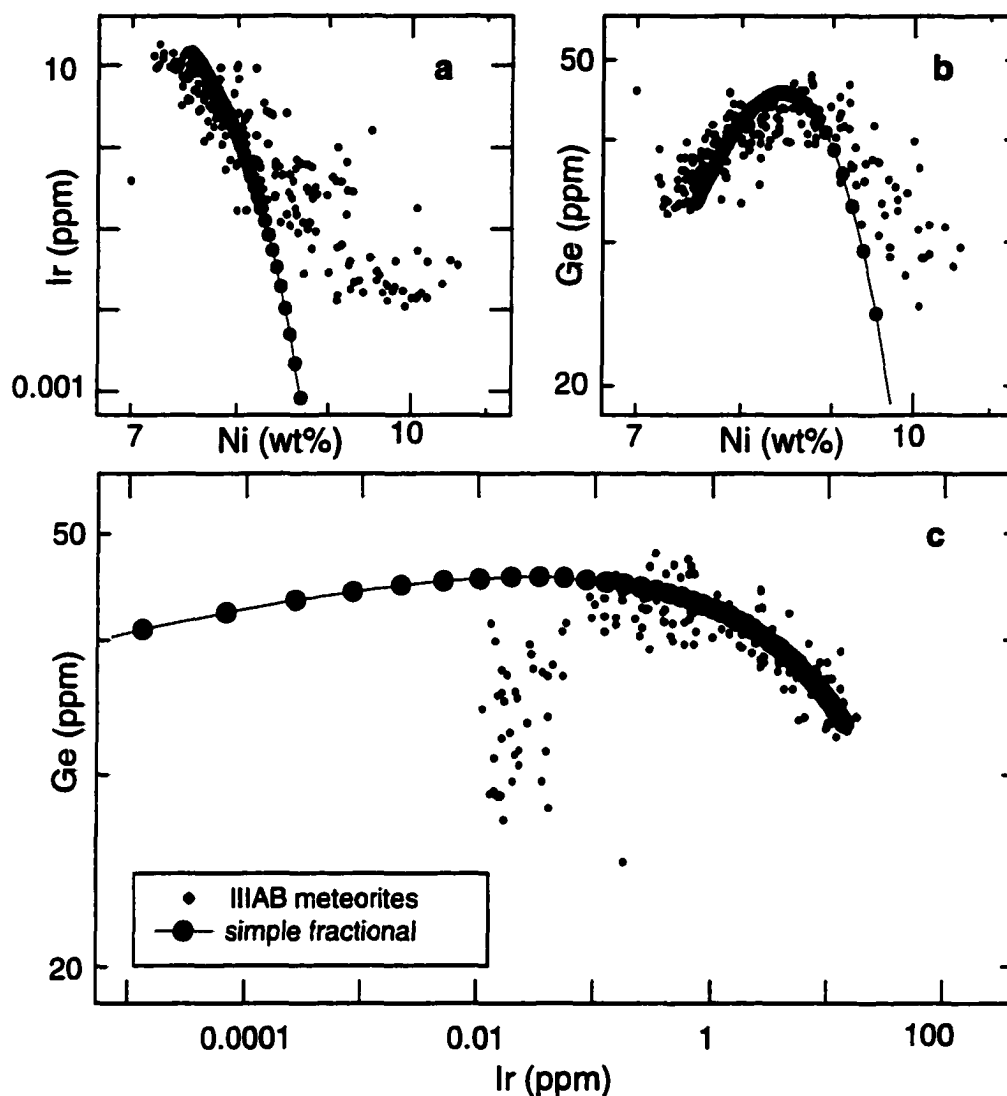 a
10
Ir (ppm)
0.001
7
Ni (wt%)
10
b
50
Ge (ppm)
20
7
Ni (wt%)
10
c
50
Ge (ppm)
20
IIIAB meteorites
simple fractional
0.0001
0.01
1
100
Ir (ppm)